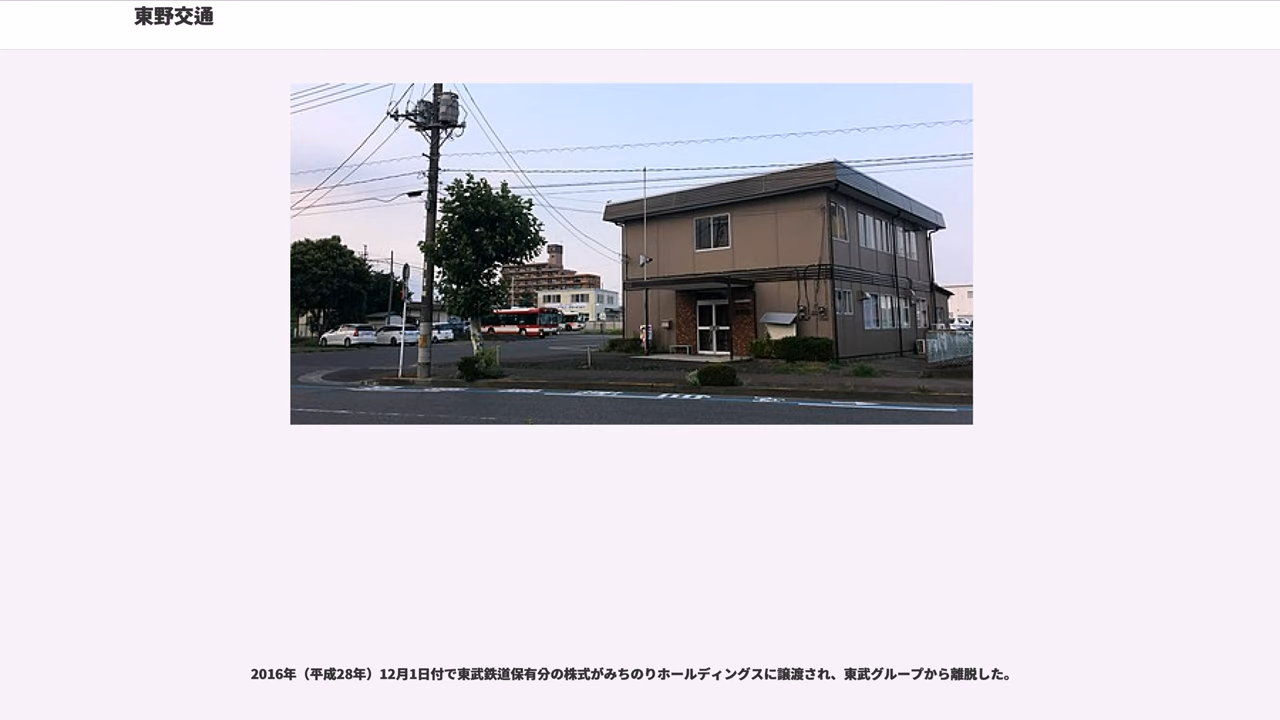 東野交通
2016年（平成28年）12月1日付で東武鉄道保有分の株式がみちのりホールディングスに譲渡され、東武グループから離脱した。